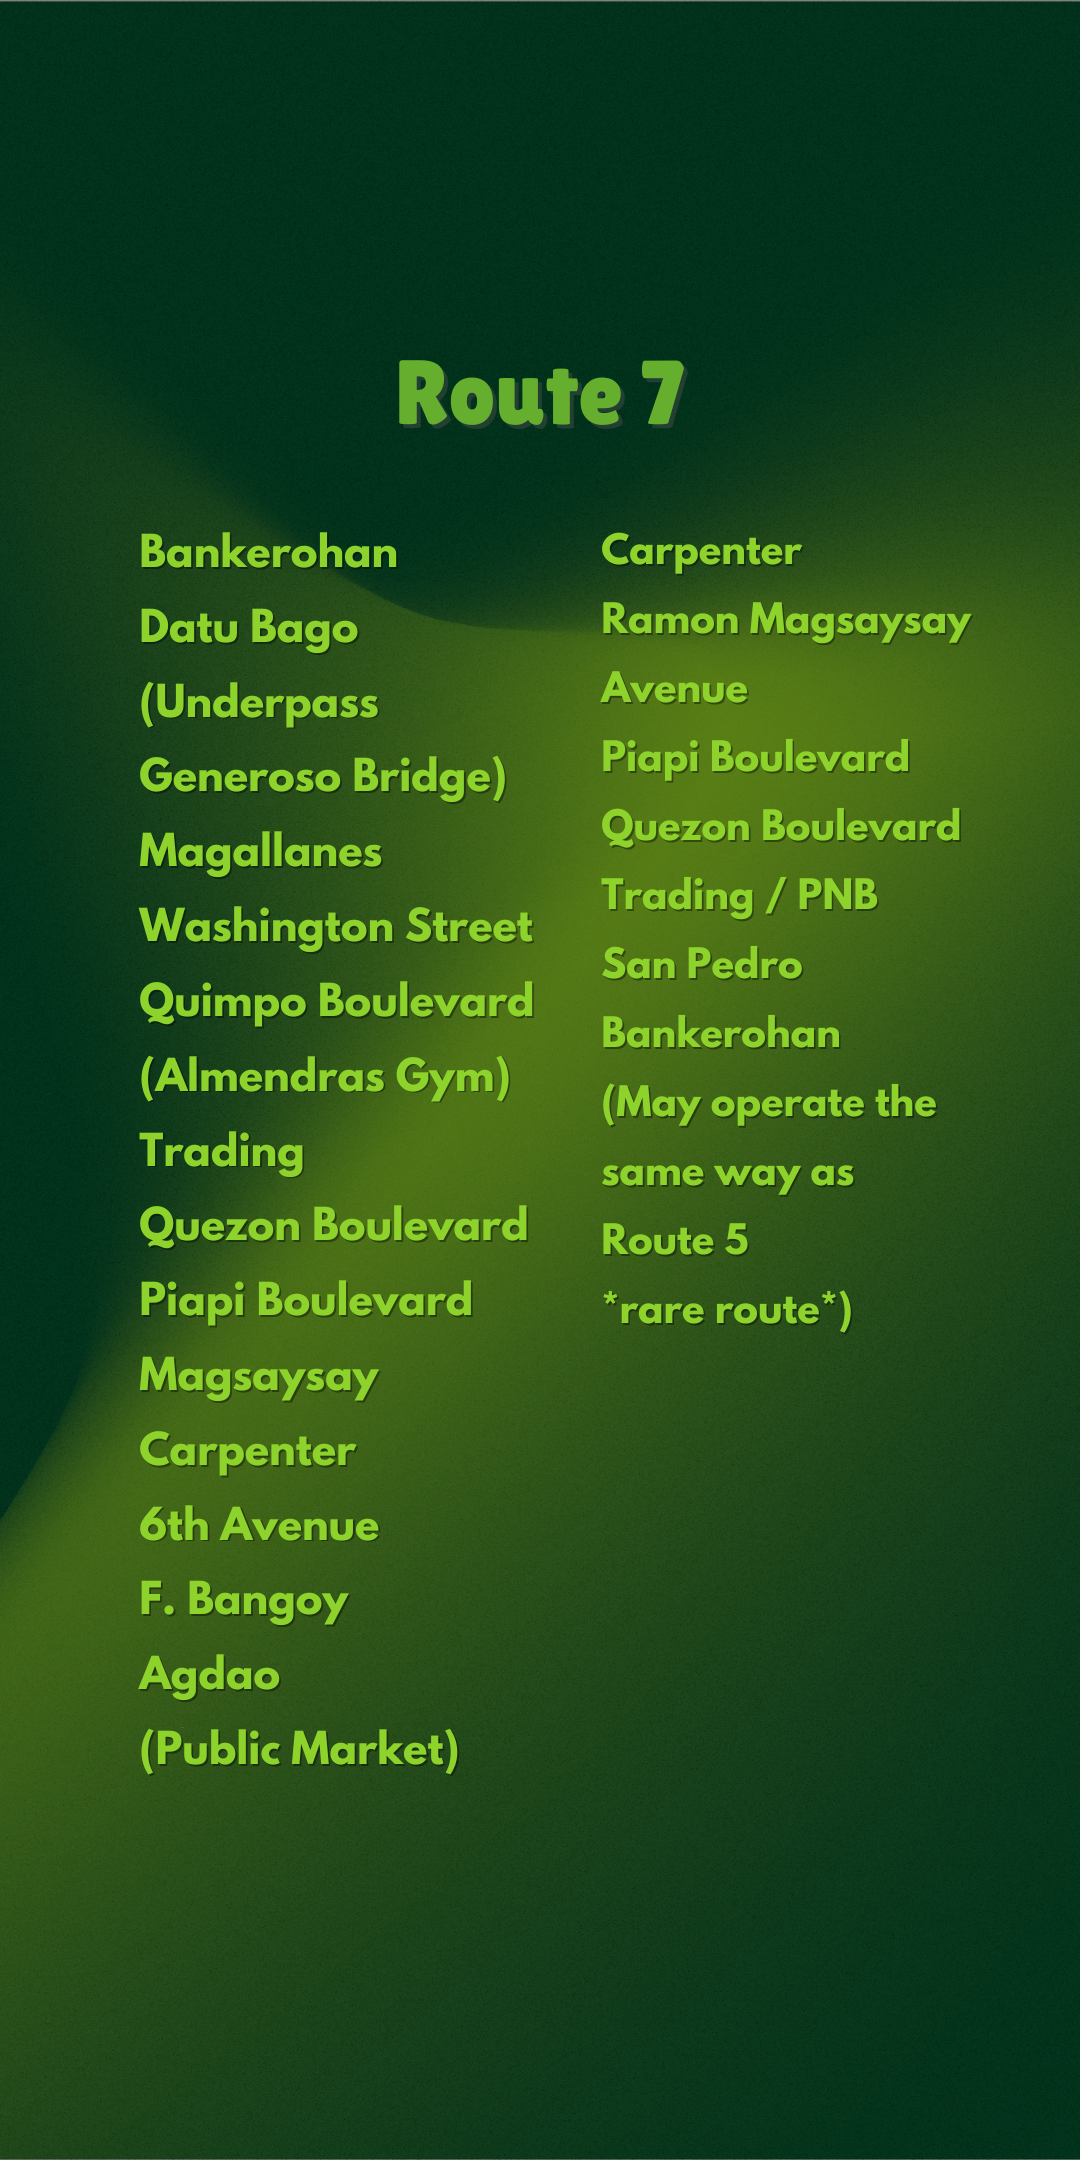 Route 7
Bankerohan
Datu Bago
(Underpass
Generoso Bridge)
Magallanes
Washington Street
Quimpo Boulevard
(Almendras Gym)
Trading
Quezon Boulevard
Piapi Boulevard
Magsaysay
Carpenter
6th Avenue
F. Bangoy
Agdao
(Public Market)
Carpenter
Ramon Magsaysay
Avenue
Piapi Boulevard
Quezon Boulevard
Trading / PNB
San Pedro
Bankerohan
(May operate the
same way as
Route 5
*rare route*)